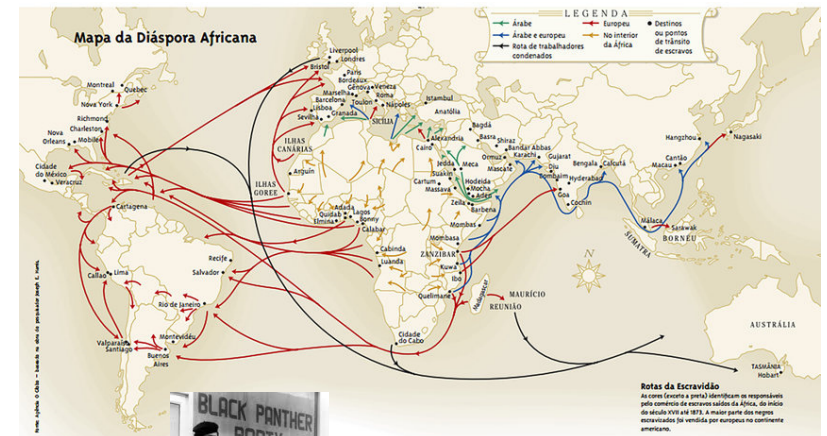 Mapa da Diáspora Africana
LEGENDA
Árabe
Árabe e europeu
Rota de trabalhadores
condenados
Europeu
No interior
da África
Destinos
ou pontos
de trânsito
de escravos
Liverpool
Londres
Bristol
Paris
Bordeaux
Gênova
Veneza
Marselha
Roma
Barcelona
Toulon
Nápoles
Lisboa
Sevilha
Granada
SICÍLIA
Istambul
Anatólia
Montreal
Quebec
Nova York
Richmond
Charleston
Nova
Orleans
Mobile
Cidade
do México
Veracruz
Cartagena
ILHAS
CANÁRIAS
ILHAS
GOREE
Arguin
Alexandria
Cairo
Bagdá
Basra
Shiraz
Bandar Abbas
Ormuz
Karachi
Gujarat
Mascate
Diu
Bombaim
Bengala
Calcutá
Hyderabad
Goa
Cochin
Jedda
Meca
Suakin
Cartum
Massava
Hodeida
Mocha
Aden
Zeila
Barbena
Hangzhou
Nagasaki
Cantão
Macau
Málaca
Sarawak
BORNÉU
SUMATRA
Adada
Lagos
Quidab
Elmina
Bonny
Calabar
Cabinda
Luanda
Mombas
Mombasa
ZANZIBAR
Kuwa
Ibo
Quelimane
Madagascar
MAURÍCIO
REUNIÃO
Cidade
do Cabo
Recife
Salvador
Rio de Janeiro
Callao
Lima
Valparaíso
Santiago
Montevidéu
Buenos
Aires
N
AUSTRÁLIA
TASMÂNIA
Hobart
Rotas da Escravidão
As cores (exceto a preta) identificam os responsáveis
pelo comércio de escravos saídos da África, do início
do século XVII até 1873. A maior parte dos negros
escravizados foi vendida por europeus no continente
americano.
BLACK PANTHER